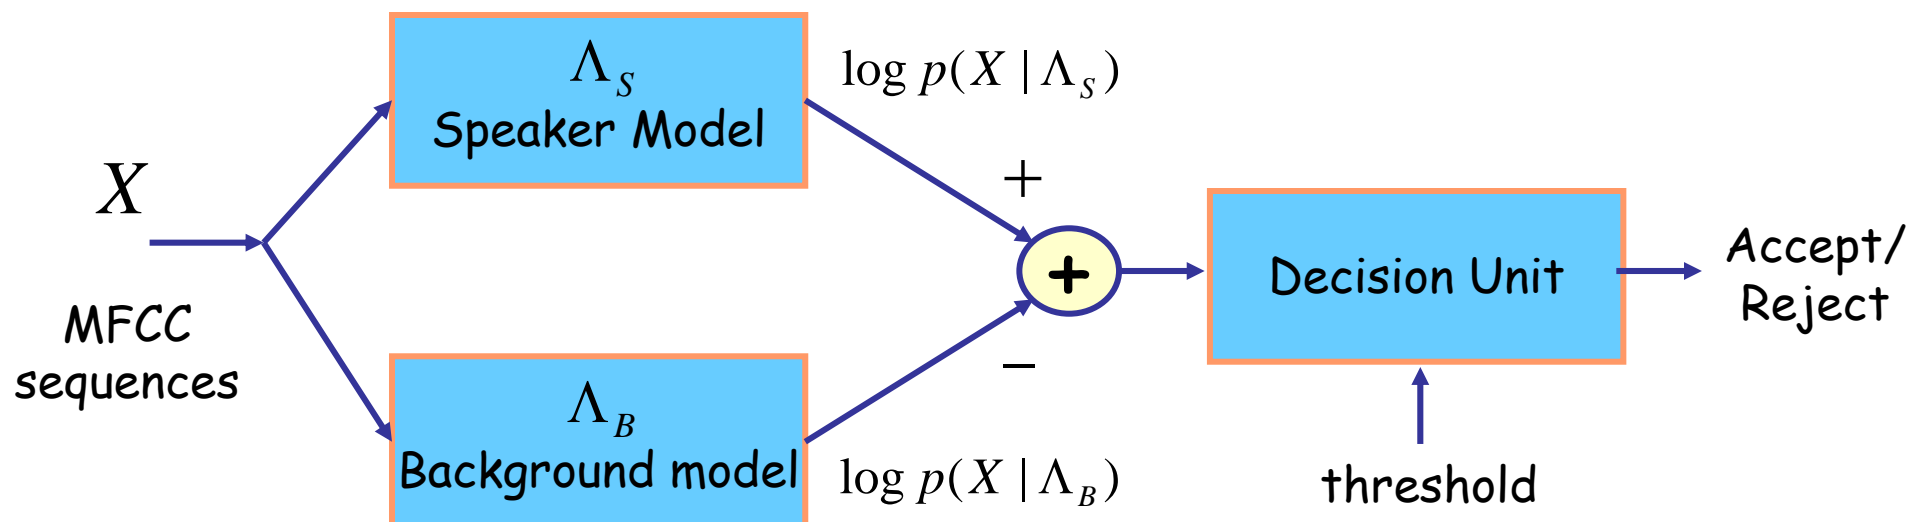 X
MFCC
sequences
Λ_S
Speaker Model
log p(X | Λ_S)
+
+
Λ_B
Background model
log p(X | Λ_B)
−
Decision Unit
threshold
Accept/
Reject